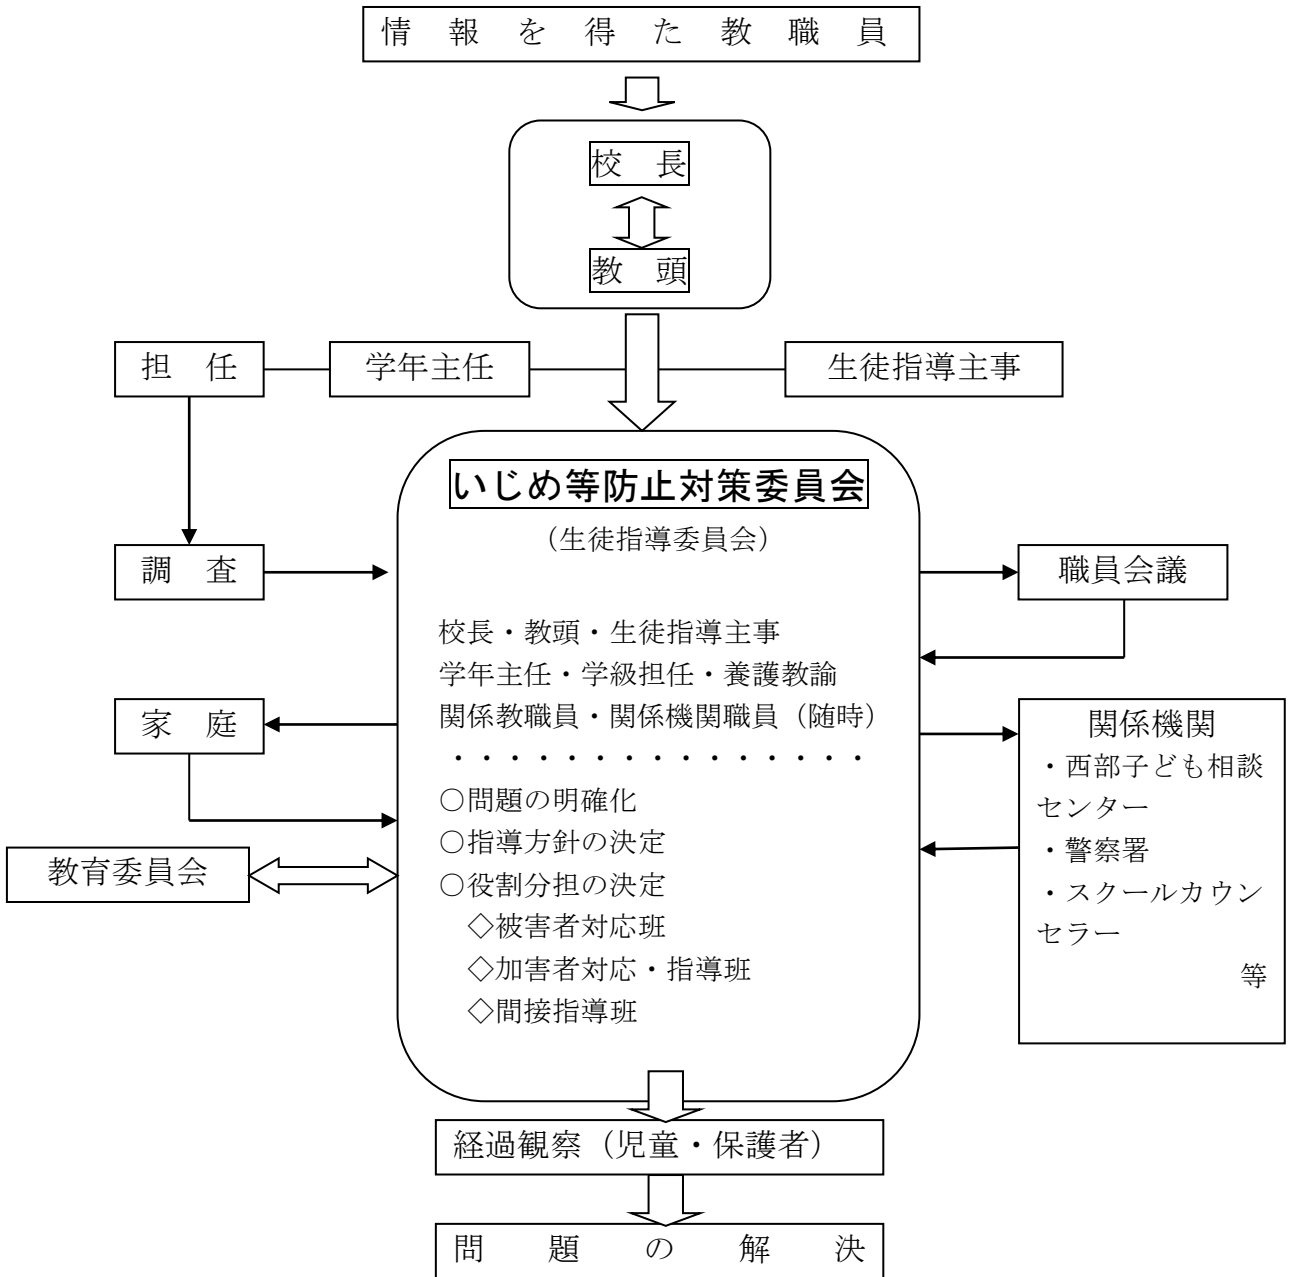 情報を得た教職員
校　長
教　頭
担　任
学年主任
生徒指導主事
いじめ等防止対策委員会
（生徒指導委員会）
調　査
職員会議
校長・教頭・生徒指導主事
学年主任・学級担任・養護教諭
関係教職員・関係機関職員（随時）
・・・・・・・・・・・・・・・
○問題の明確化
○指導方針の決定
○役割分担の決定
◇被害者対応班
◇加害者対応・指導班
◇間接指導班
家　庭
教育委員会
関係機関
・西部子ども相談
センター
・警察署
・スクールカウン
セラー
等
経過観察（児童・保護者）
問題の解決